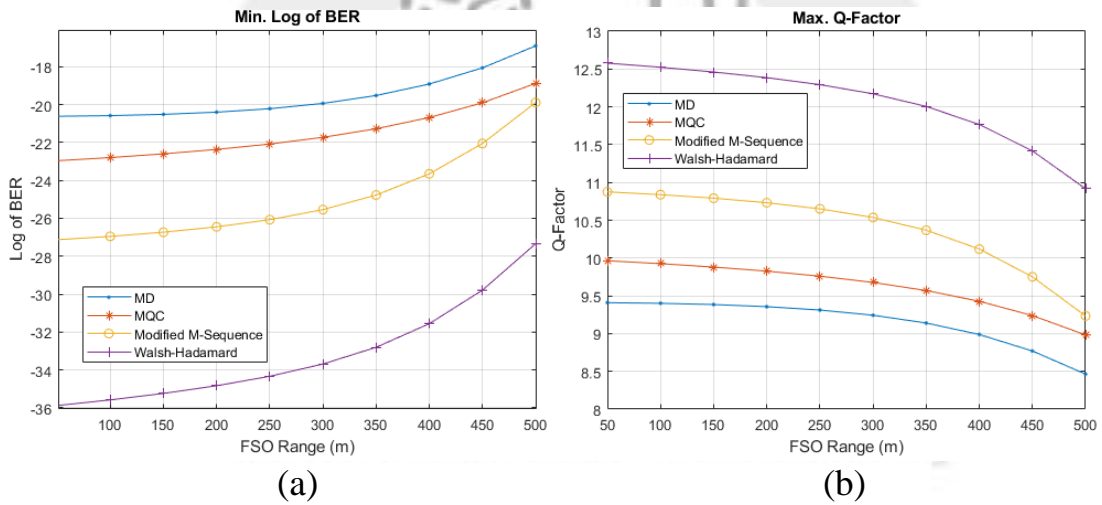 Min. Log of BER
-18
-20
-22
-24
-26
-28
-30
-32
-34
-36
Log of BER
MD
MQC
Modified M-Sequence
Walsh-Hadamard
100 150 200 250 300 350 400 450 500
FSO Range (m)
(a)
Max. Q-Factor
13
12.5
12
11.5
11
10.5
10
9.5
9
8.5
8
Q-Factor
MD
MQC
Modified M-Sequence
Walsh-Hadamard
50 100 150 200 250 300 350 400 450 500
FSO Range (m)
(b)